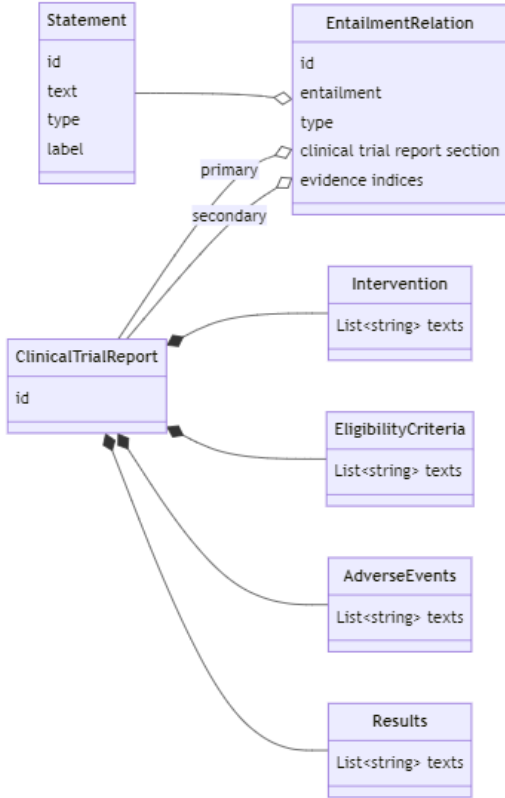 Statement
id
text
type
label
EntailmentRelation
id
entailment
type
clinical trial report section
evidence indices
primary
secondary
ClinicalTrialReport
id
Intervention
List<string> texts
EligibilityCriteria
List<string> texts
AdverseEvents
List<string> texts
Results
List<string> texts